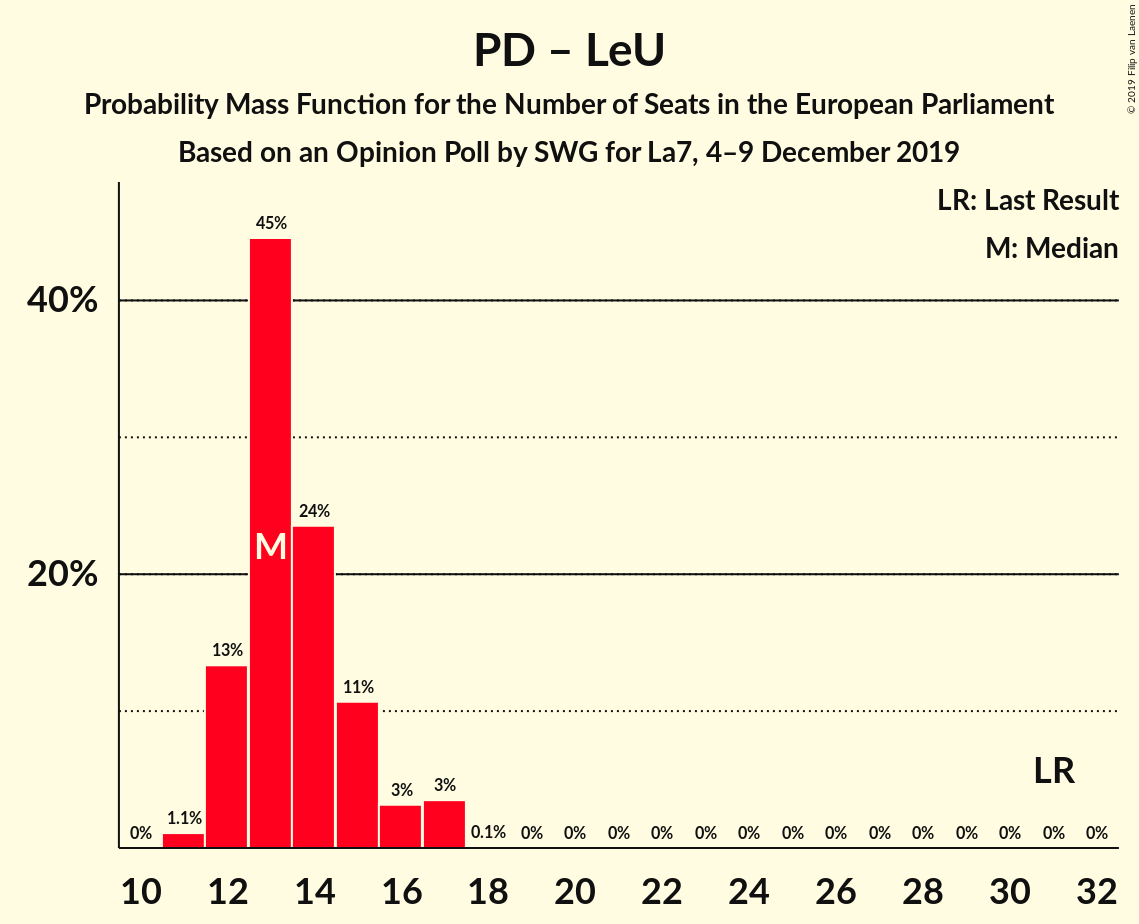 PD – LeU
Probability Mass Function for the Number of Seats in the European Parliament
Based on an Opinion Poll by SWG for La7, 4–9 December 2019
© 2019 Filip van Laenen
LR: Last Result
M: Median
45%
40%
24%
M
20%
13%
11%
LR
3%
3%
1.1%
0%
0.1%
0%
0%
0%
0%
0%
0%
0%
0%
0%
0%
0%
0%
0%
0%
10 12 14 16 18 20 22 24 26 28 30 32